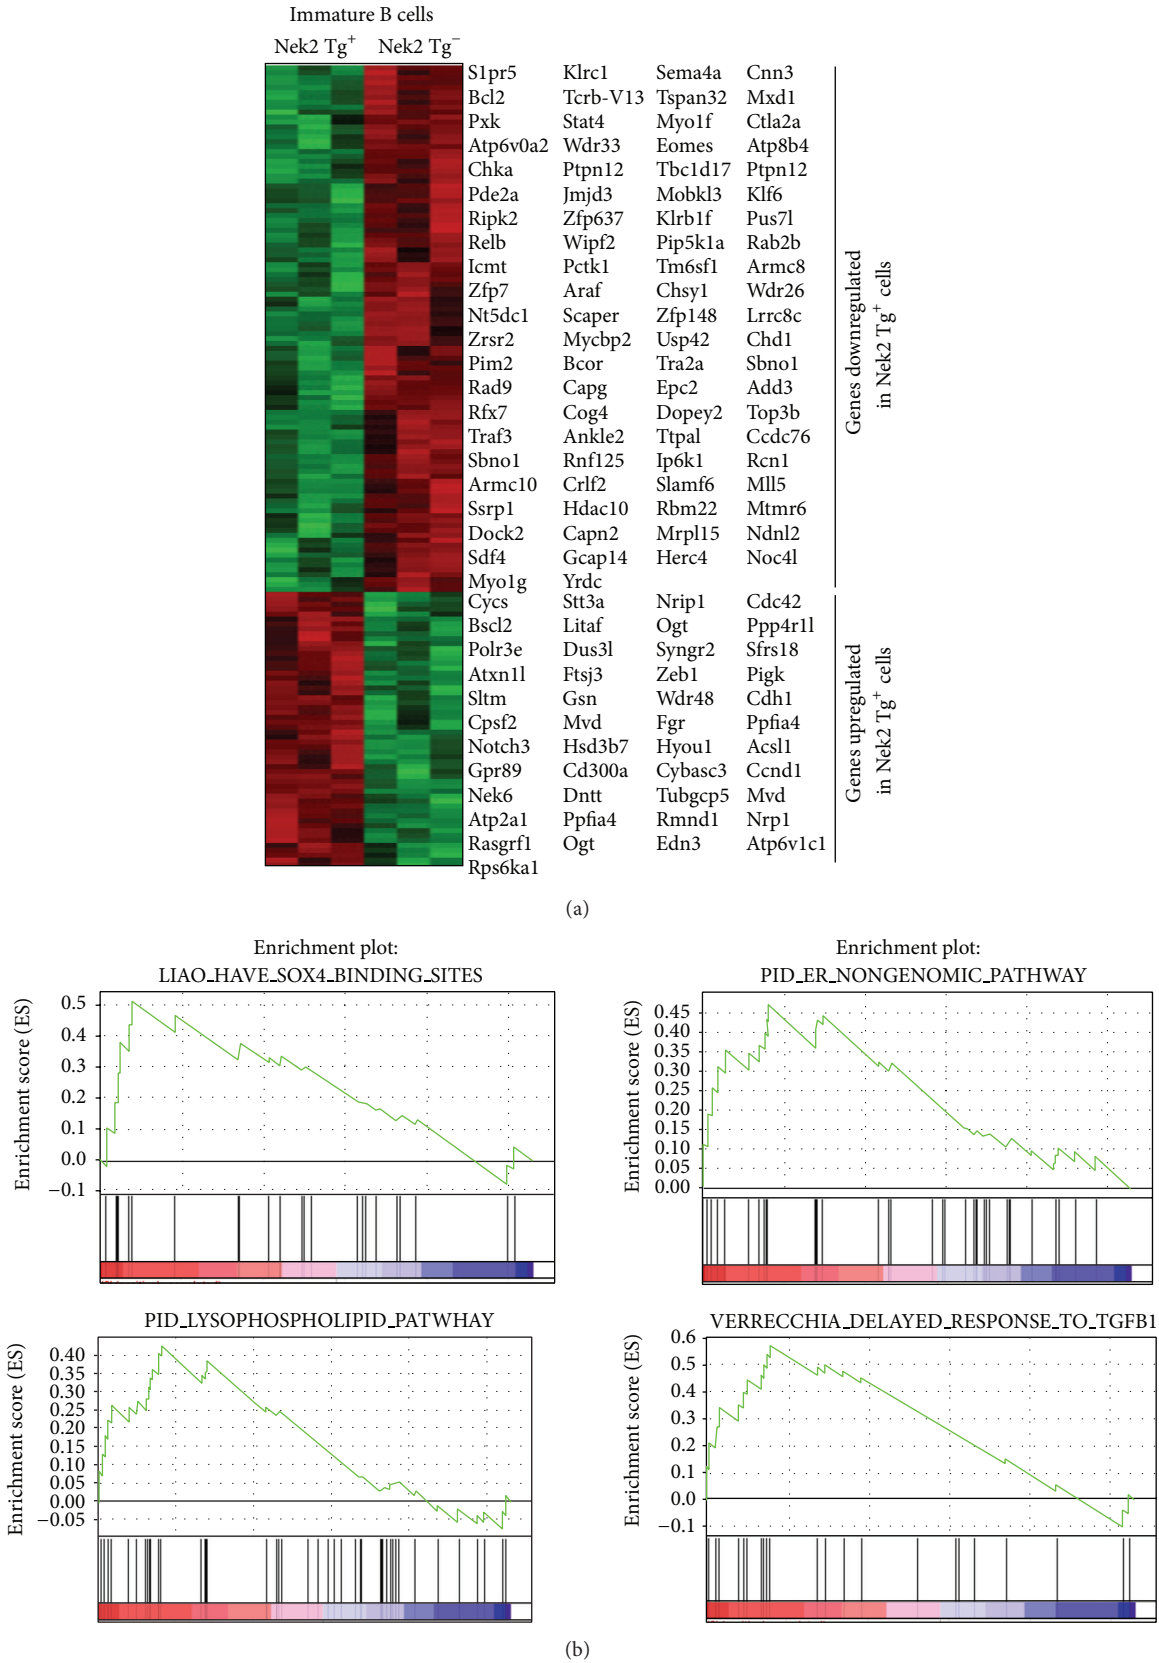 Immature B cells
Nek2 Tg+ Nek2 Tg−
S1pr5 Klrc1 Sema4a Cnn3
Bcl2 Tcrb-V13 Tspan32 Mxd1
Pxk Stat4 Myo1f Ctla2a
Atp6v0a2 Wdr33 Eomes Atp8b4
Chka Ptpn12 Tbc1d17 Ptpn12
Pde2a Jmjd3 Mobkl3 Klf6
Ripk2 Zfp637 Klrb1f Pus7l
Relb Wipf2 Pip5k1a Rab2b
Icmt Pctk1 Tm6sf1 Armc8
Zfp7 Araf Chsy1 Wdr26
Nt5dc1 Scaper Zfp148 Lrrc8c
Zrsr2 Mycbp2 Usp42 Chd1
Pim2 Bcor Tra2a Sbno1
Rad9 Capg Epc2 Add3
Rfx7 Cog4 Dopey2 Top3b
Traf3 Ankle2 Ttpal Ccdc76
Sbno1 Rnf125 Ip6k1 Rcn1
Armc10 Crlf2 Slamf6 Mll5
Ssrp1 Hdac10 Rbm22 Mtmr6
Dock2 Capn2 Mrpl15 Ndnl2
Sdf4 Gcap14 Herc4 Noc4l
Myo1g Yrdc
Genes downregulated
in Nek2 Tg+ cells
Cycs Stt3a Nrip1 Cdc42
Bscl2 Litaf Ogt Ppp4r1l
Polr3e Dus3l Syngr2 Sfrs18
Atxn1l Ftsj3 Zeb1 Pigk
Sltm Gsn Wdr48 Cdh1
Cpsf2 Mvd Fgr Ppfia4
Notch3 Hsd3b7 Hyou1 Acsl1
Gpr89 Cd300a Cybasc3 Ccnd1
Nek6 Dntt Tubgcp5 Mvd
Atp2a1 Ppfia4 Rmnd1 Nrp1
Rasgrf1 Ogt Edn3 Atp6v1c1
Rps6ka1
Genes upregulated
in Nek2 Tg+ cells
(a)
Enrichment plot:
LIAO_HAVE_SOX4_BINDING_SITES
Enrichment score (ES)
0.5
0.4
0.3
0.2
0.1
0.0
−0.1
Enrichment plot:
PID_ER_NONGENOMIC_PATHWAY
Enrichment score (ES)
0.45
0.40
0.35
0.30
0.25
0.20
0.15
0.10
0.05
0.00
PID_LYSOPHOSPHOLIPID_PATWHAY
Enrichment score (ES)
0.40
0.35
0.30
0.25
0.20
0.15
0.10
0.05
0.00
−0.05
VERRECCHIA_DELAYED_RESPONSE_TO_TGFB1
Enrichment score (ES)
0.6
0.5
0.4
0.3
0.2
0.1
0.0
−0.1
(b)